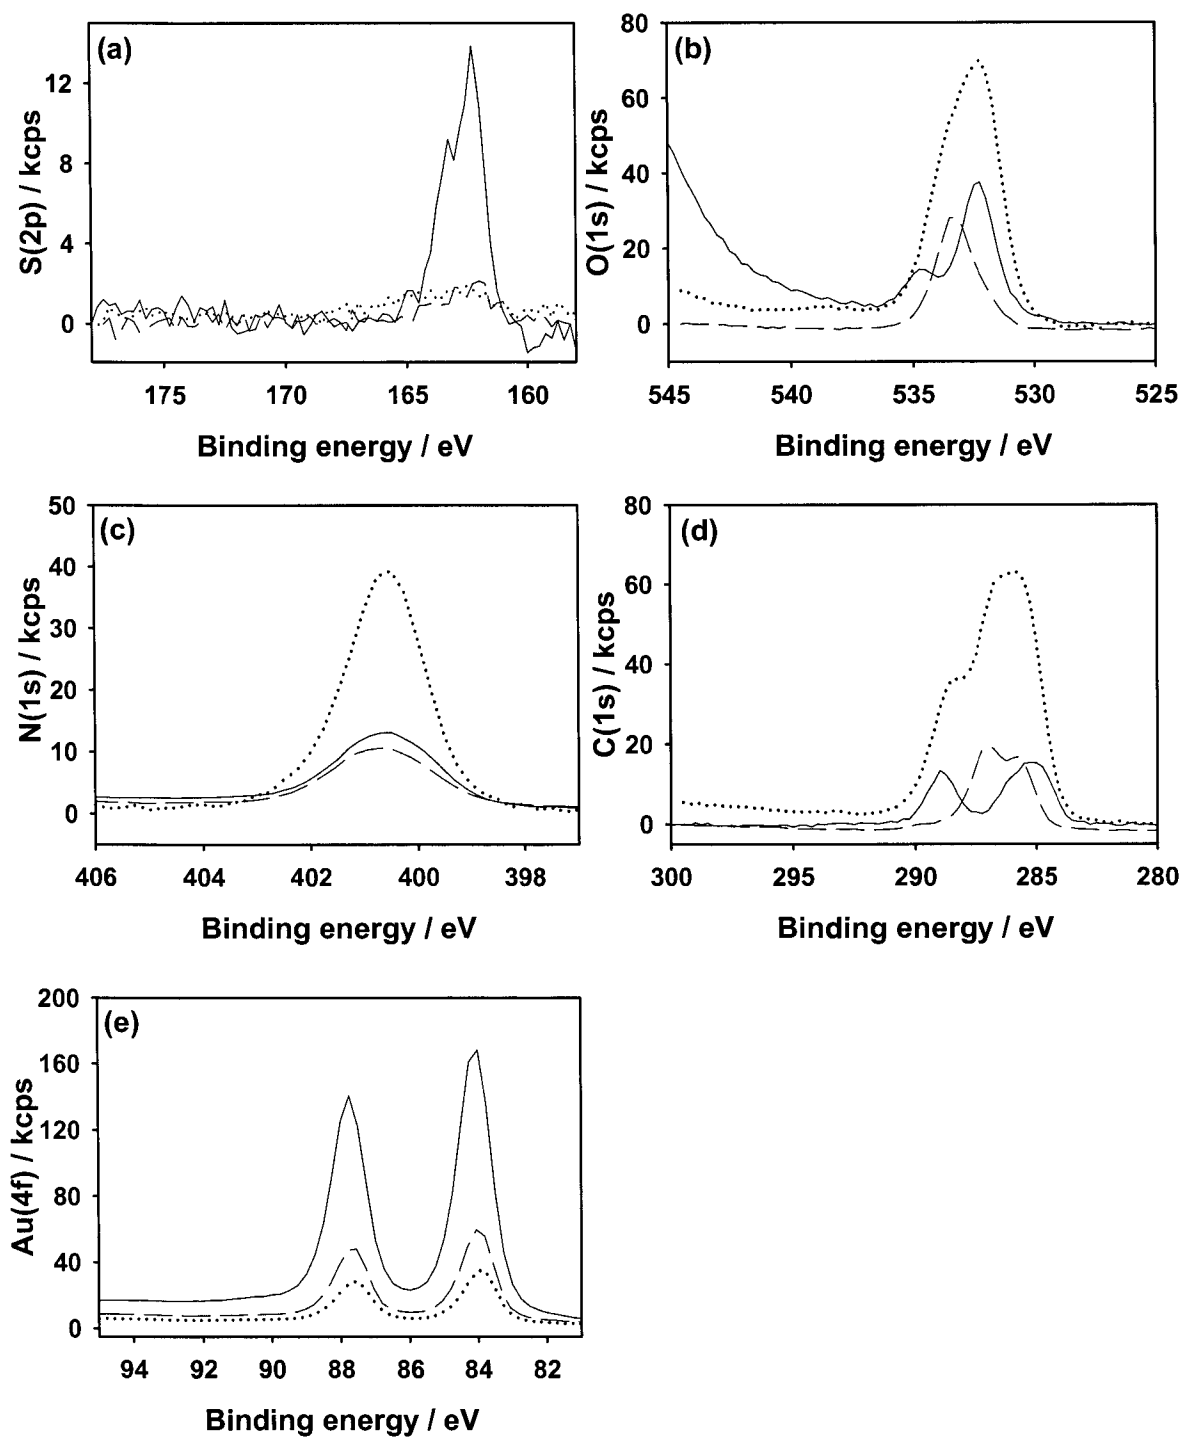 (a)
S(2p) / kcps
12
8
4
0
175 170 165 160
Binding energy / eV
(b)
O(1s) / kcps
80
60
40
20
0
545 540 535 530 525
Binding energy / eV
(c)
N(1s) / kcps
50
40
30
20
10
0
406 404 402 400 398
Binding energy / eV
(d)
C(1s) / kcps
80
60
40
20
0
300 295 290 285 280
Binding energy / eV
(e)
Au(4f) / kcps
200
160
120
80
40
0
94 92 90 88 86 84 82
Binding energy / eV